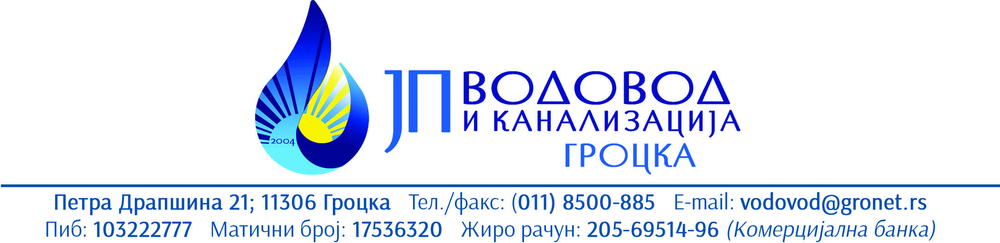 2004
ЈП ВОДОВОД
И КАНАЛИЗАЦИЈА
ГРОЦКА
Петра Драпшина 21; 11306 Гроцка Тел./факс: (011) 8500-885 E-mail: vodovod@gronet.rs
Пиб: 103222777 Матични број: 17536320 Жиро рачун: 205-69514-96 (Комерцијална банка)